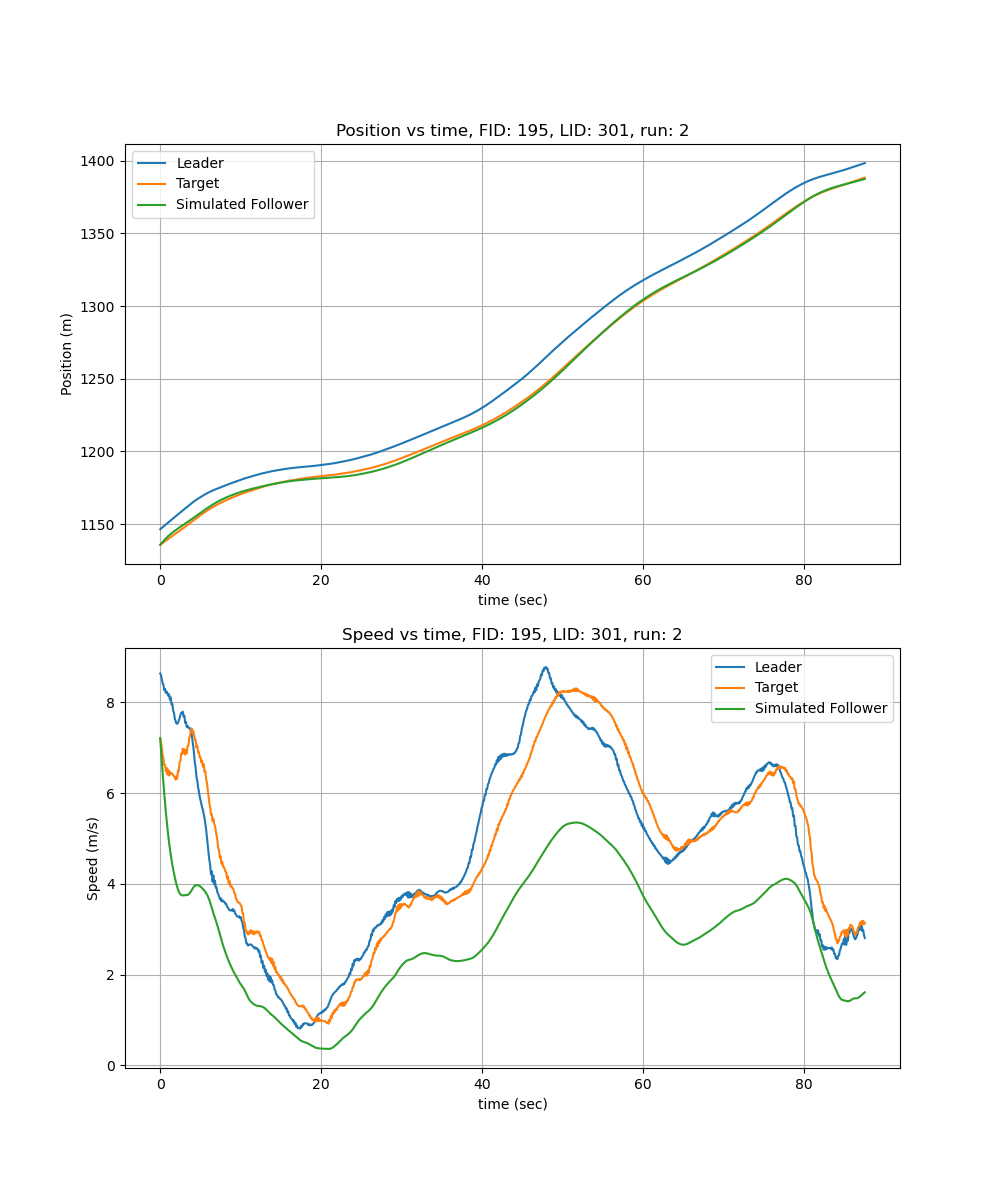 Position vs time, FID: 195, LID: 301, run: 2
Leader
Target
Simulated Follower
1400
1350
1300
1250
1200
1150
Position (m)
0 20 40 60 80
time (sec)
Speed vs time, FID: 195, LID: 301, run: 2
Leader
Target
Simulated Follower
8
6
4
2
0
Speed (m/s)
0 20 40 60 80
time (sec)